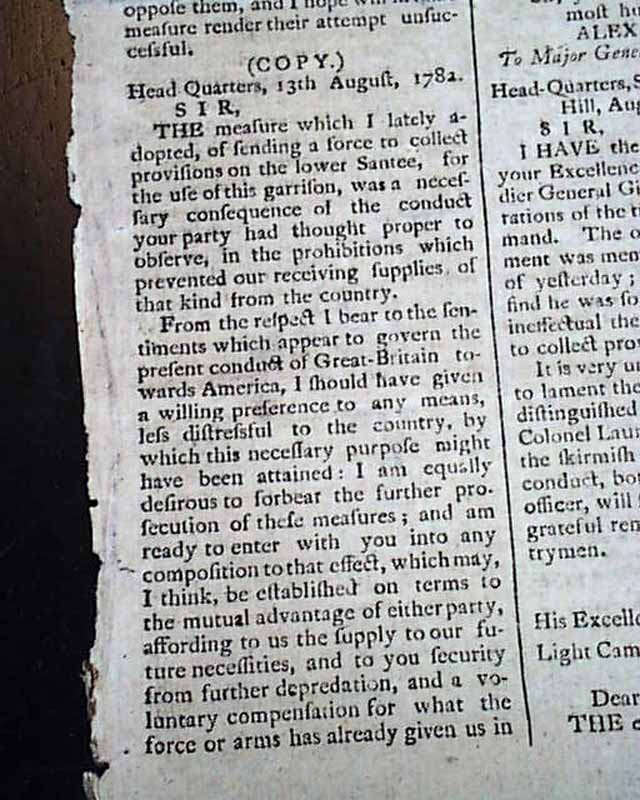 oppoſe them, and I hope will
meaſure render their attempt unſuc-
ceſsful.
(COPY.)
Head Quarters, 13th Auguſt, 1782.
S I R,
THE meaſure which I lately a-
dopted, of ſending a force to collect
proviſions on the lower Santee, for
the uſe of this garriſon, was a neceſ-
ſary conſequence of the conduct
your party had thought proper to
obſerve, in the prohibitions which
prevented our receiving ſupplies, of
that kind from the country.
From the reſpect I bear to the ſen-
timents which appear to govern the
preſent conduct of Great-Britain to-
wards America, I ſhould have given
a willing preference to any means,
leſs diſtreſsful to the country, by
which this neceſſary purpoſe might
have been attained: I am equally
deſirous to forbear the further pro-
ſecution of theſe meaſures; and am
ready to enter with you into any
compoſition to that effect, which may,
I think, be eſtabliſhed on terms to
the mutual advantage of either party,
affording to us the ſupply to our fu-
ture neceſſities, and to you ſecurity
from further depredation, and a vo-
luntary compenſation for what the
force or arms has already given us in
moſt hu
ALEX
To Major Gene
Head-Quarters, S
Hill, Aug
S I R,
I HAVE the
your Excellenc
dier General Gi
rations of the t
mand. The o
ment was men
of yeſterday;
find he was ſo
ineffectual the
to collect pro
It is very un
to lament the
diſtinguiſhed
Colonel Laur
the ſkirmiſh
conduct, bo
officer, will
grateful rem
trymen.
His Excelle
Light Cam
Dear
THE e